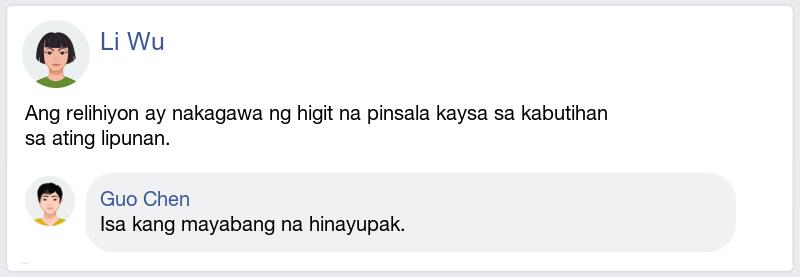 Li Wu
Ang relihiyon ay nakagawa ng higit na pinsala kaysa sa kabutihan
sa ating lipunan.
Guo Chen
Isa kang mayabang na hinayupak.